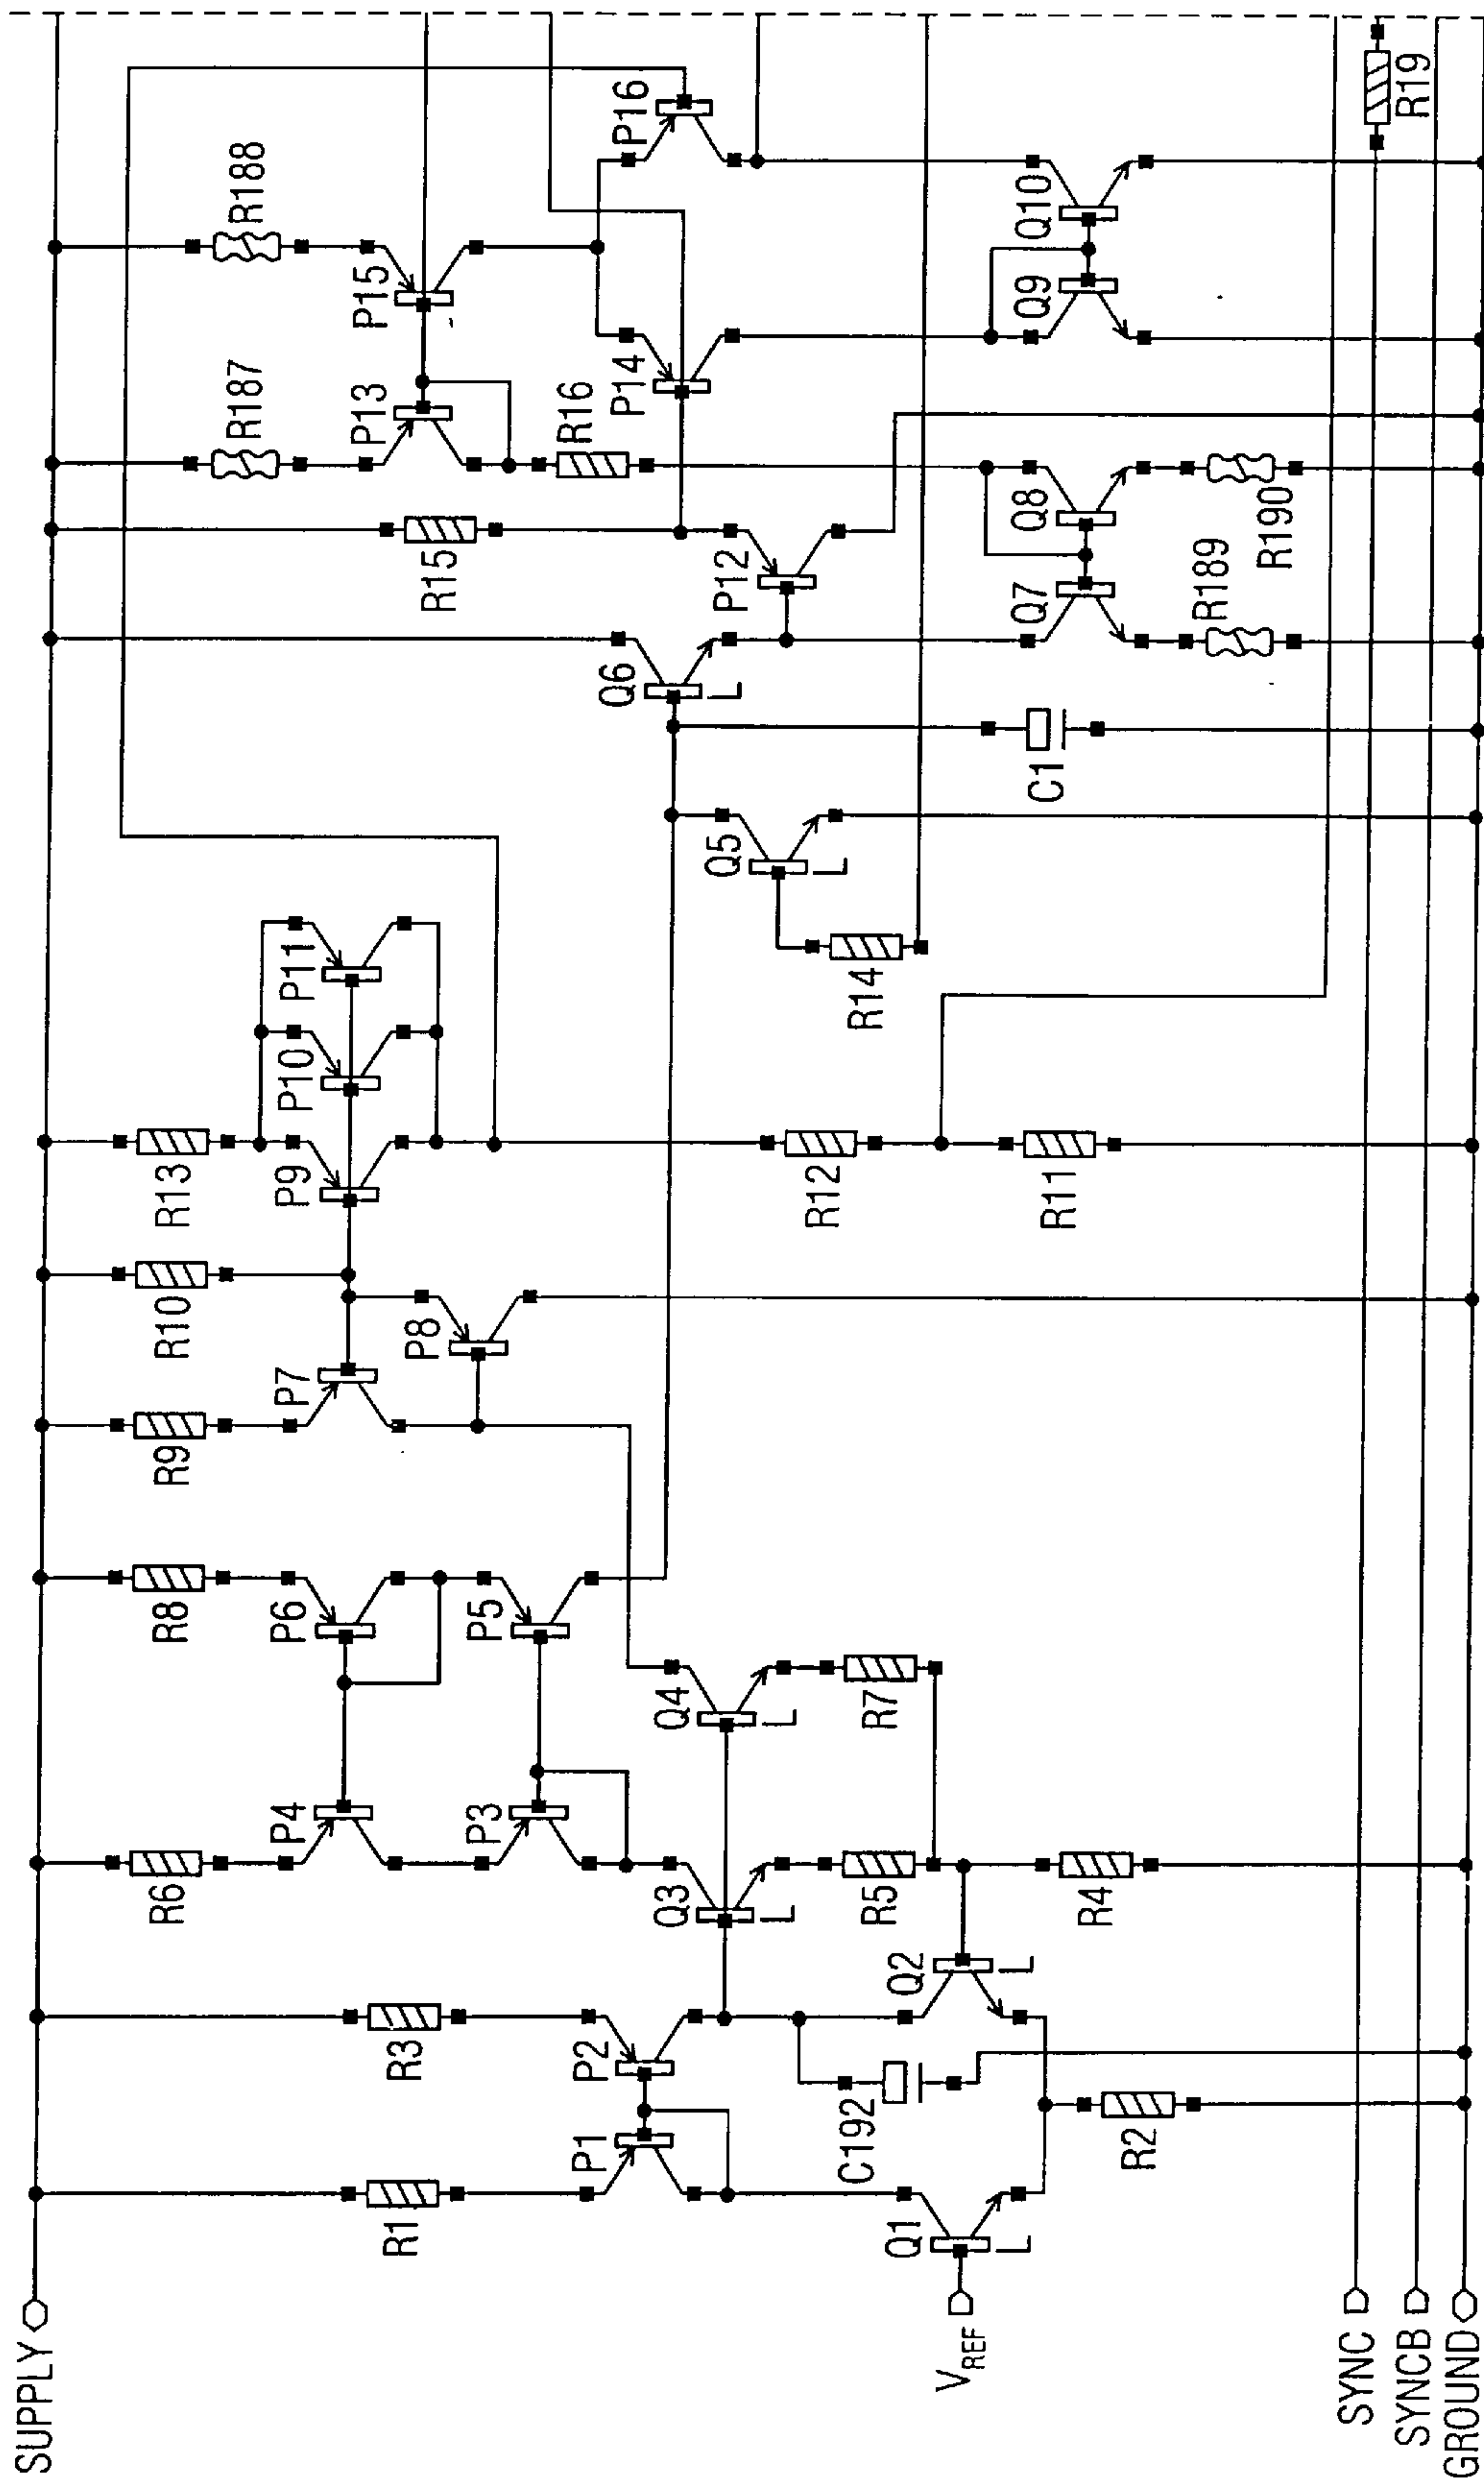 SUPPLY
R1
R3
R6
R8
R9
R10
R13
R187
R188
P4
P6
P7
P9
P10
P11
P13
P15
P3
P5
P8
R15
R16
P1
P2
Q3
L
Q4
L
Q6
L
P12
P14
P16
Q5
L
C192
R5
R7
R12
R14
VREF
Q1
L
Q2
L
R2
R4
R11
C1
Q7
Q8
Q9
Q10
R189
R190
SYNC
R19
SYNCB
GROUND